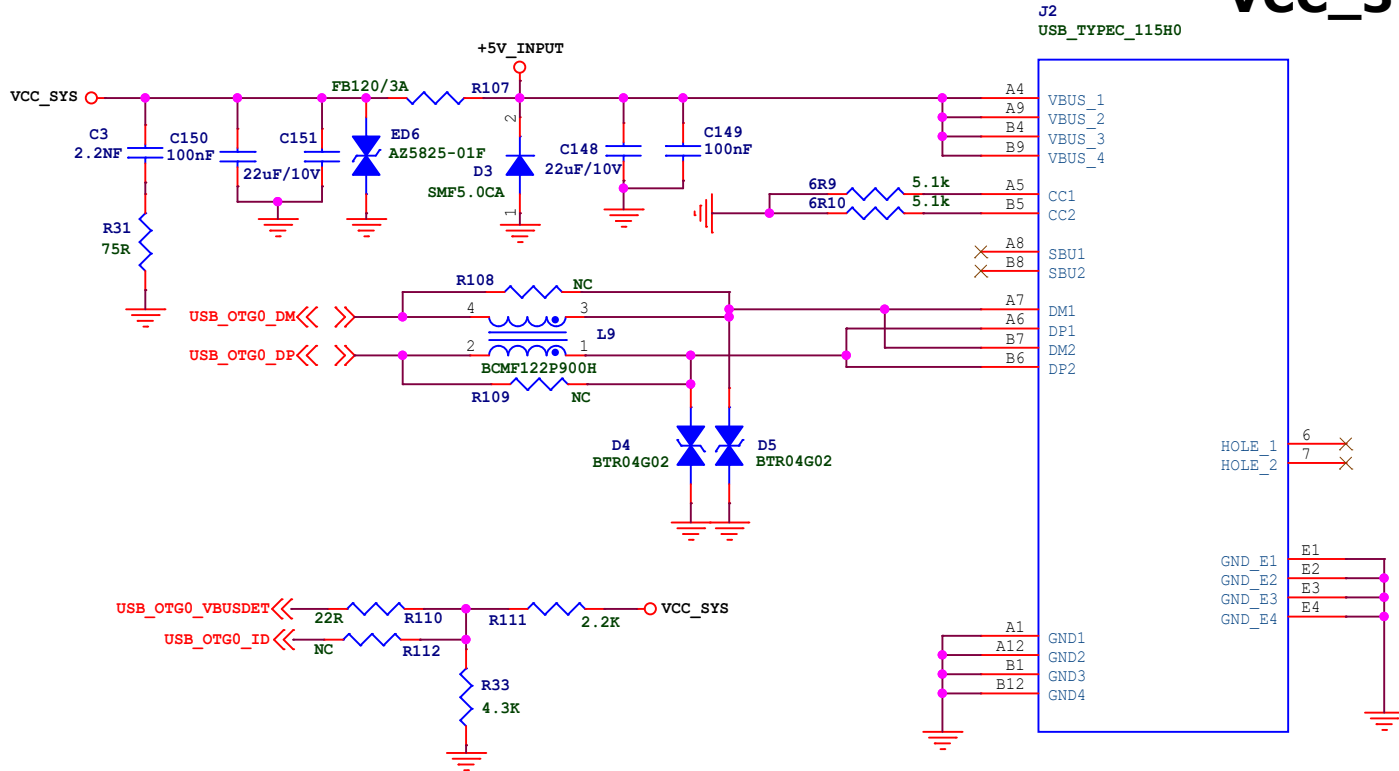 VCC_S
J2
USB_TYPEC_115H0
+5V_INPUT
VCC_SYS
FB120/3A
R107
C3
2.2NF
C150
100nF
C151
22uF/10V
ED6
AZ5825-01F
D3
SMF5.0CA
2
1
C148
22uF/10V
C149
100nF
R31
75R
A4
VBUS_1
A9
VBUS_2
B4
VBUS_3
B9
VBUS_4
6R9
5.1k
A5
CC1
6R10
5.1k
B5
CC2
A8
SBU1
B8
SBU2
R108
NC
USB_OTG0_DM
4
3
L9
USB_OTG0_DP
2
1
BCMF122P900H
R109
NC
A7
DM1
A6
DP1
B7
DM2
B6
DP2
D4
BTR04G02
D5
BTR04G02
HOLE_1
6
HOLE_2
7
GND_E1
E1
GND_E2
E2
GND_E3
E3
GND_E4
E4
USB_OTG0_VBUSDET
22R
R110
R111
2.2K
VCC_SYS
USB_OTG0_ID
NC
R112
R33
4.3K
A1
GND1
A12
GND2
B1
GND3
B12
GND4